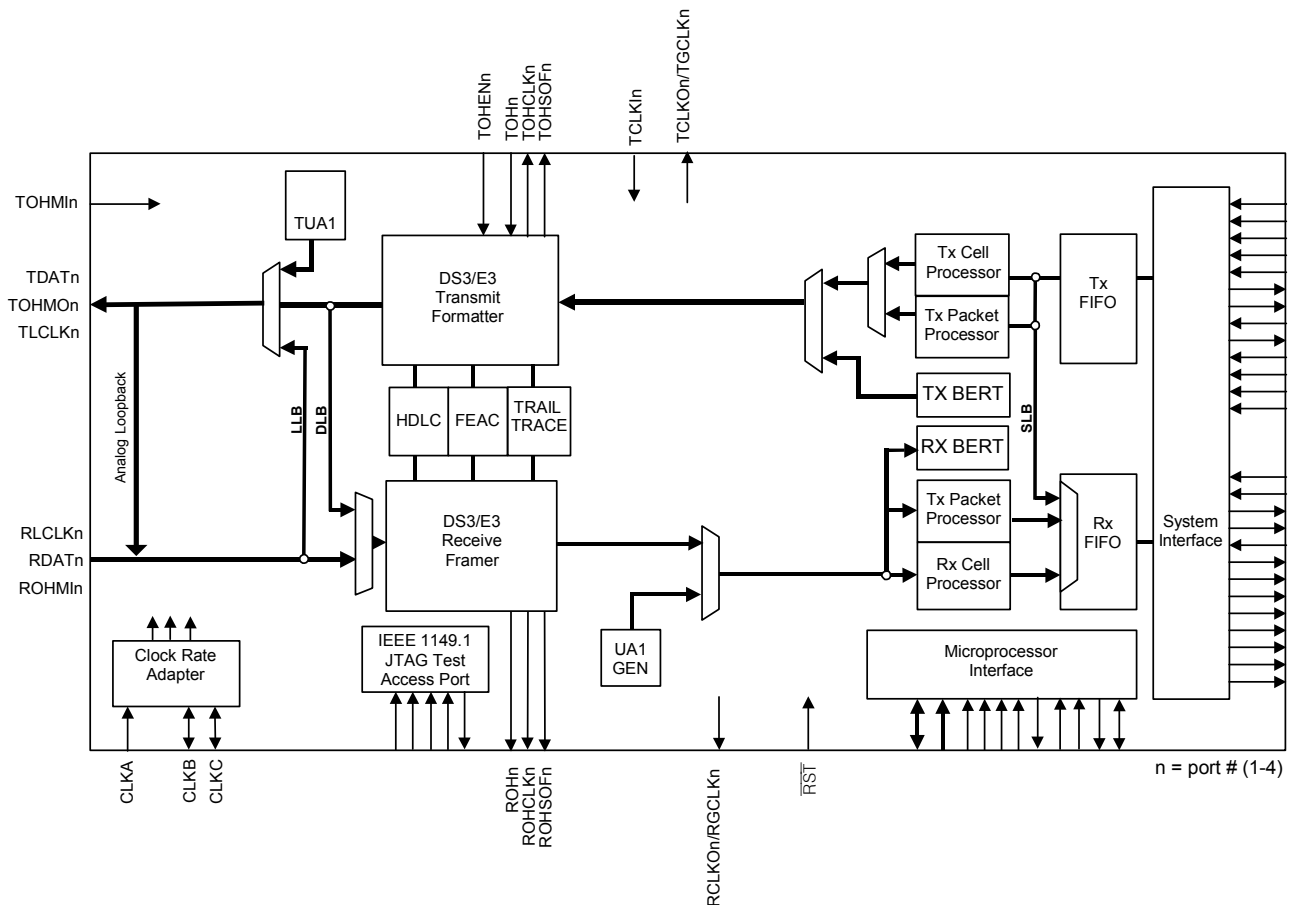 TOHENn
TOHn
TOHCLKn
TOHSOFn
TCLKIn
TCLKOn/TGCLKn
TOHMIn
TUA1
TDATn
TOHMOn
TLCLKn
DS3/E3
Transmit
Formatter
Tx Cell
Processor
Tx Packet
Processor
Tx
FIFO
TX BERT
RX BERT
HDLC
FEAC
TRAIL
TRACE
Analog Loopback
LLB
DLB
SLB
RLCLKn
RDATn
ROHMIn
DS3/E3
Receive
Framer
Tx Packet
Processor
Rx Cell
Processor
Rx
FIFO
System
Interface
Clock Rate
Adapter
IEEE 1149.1
JTAG Test
Access Port
UA1
GEN
Microprocessor
Interface
CLKA
CLKB
CLKC
ROHn
ROHCLKn
ROHSOFn
RCLKOn/RGCLKn
RST
n = port # (1-4)